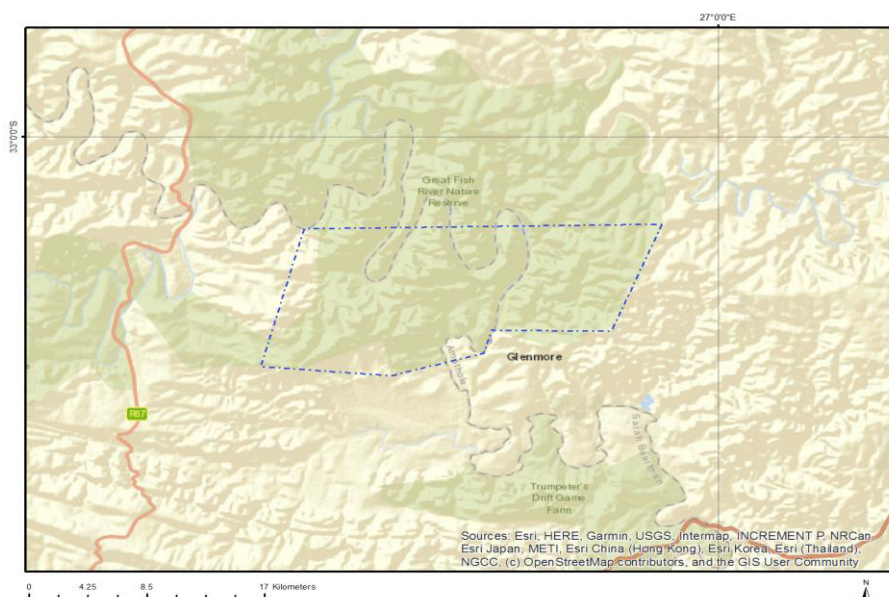 27°0'0"E
33°0'0"S
Great Fish
River Nature
Reserve
Glenmore
R67
Trumpeter's
Drift Game
Farm
Sarah Baartman
Sources: Esri, HERE, Garmin, USGS, Intermap, INCREMENT P, NRCan,
Esri Japan, METI, Esri China (Hong Kong), Esri Korea, Esri (Thailand),
NGCC, (c) OpenStreetMap contributors, and the GIS User Community
0 4.25 8.5 17 Kilometers
N